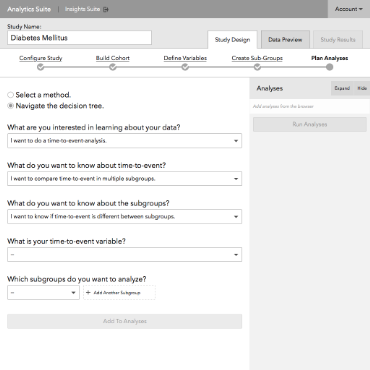 Analytics Suite | Insights Suite Account
Study Name:
Diabetes Mellitus
Study Design Data Preview Study Results
Configure Study Build Cohort Define Variables Create Sub-Groups Plan Analyses
Select a method.
Navigate the decision tree.
Analyses Expand Hide
Add analyses from the browser
Run Analyses
What are you interested in learning about your data?
I want to do a time-to-event analysis.
What do you want to know about time-to-event?
I want to compare time-to-event in multiple subgroups.
What do you want to know about the subgroups?
I want to know if time-to-event is different between subgroups.
What is your time-to-event variable?
--
Which subgroups do you want to analyze?
-- + Add Another Subgroup
Add To Analyses